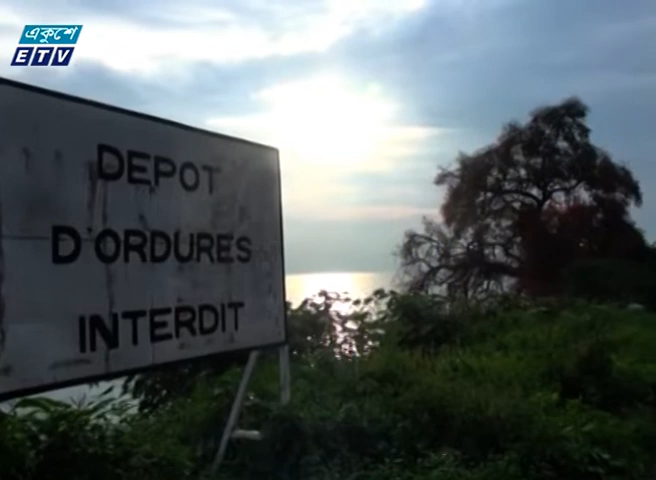 একুশে
ETV
DEPOT
D'ORDURES
INTERDIT